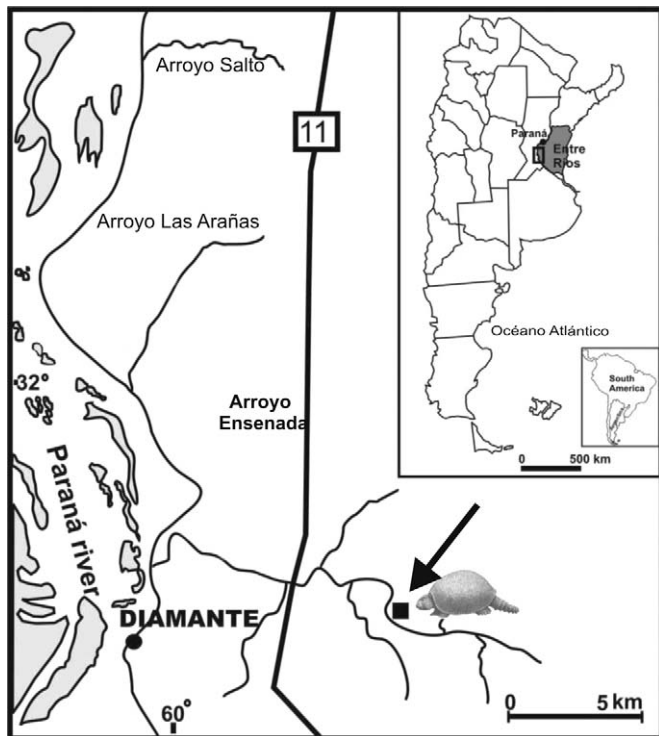 Arroyo Salto
11
Arroyo Las Arañas
32°
Arroyo
Ensenada
Paraná river
DIAMANTE
60°
0 5 km
Paraná
Entre
Ríos
Océano Atlántico
South
America
0 500 km